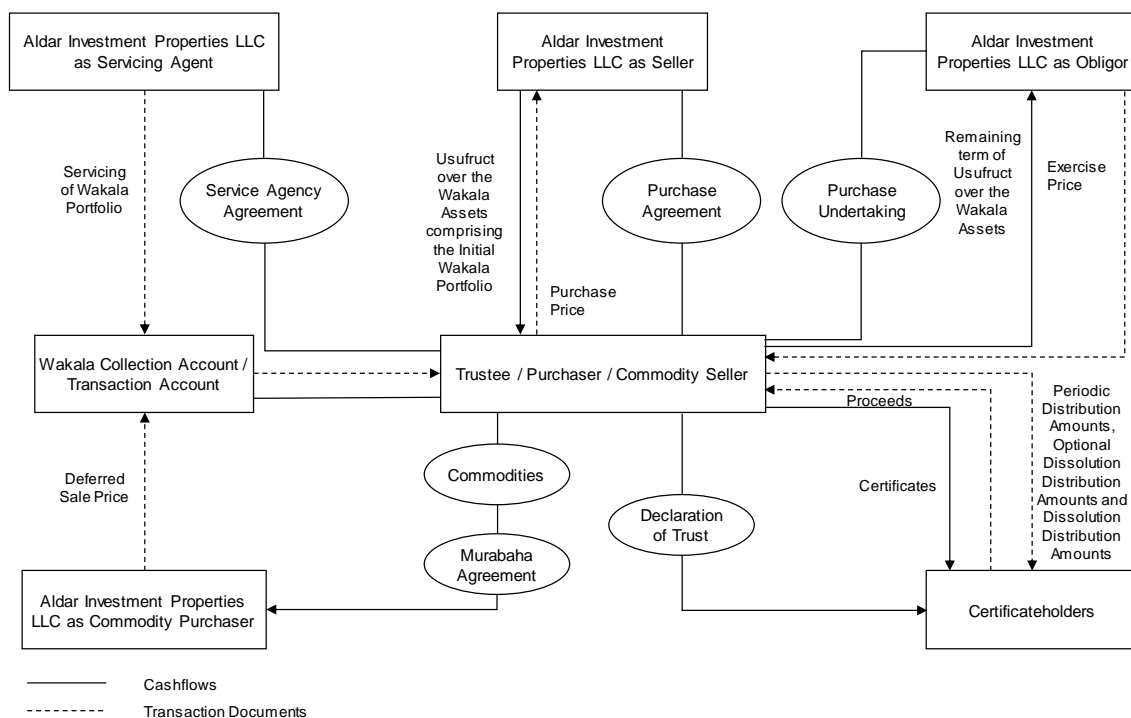 Aldar Investment Properties LLC
as Servicing Agent
Aldar Investment
Properties LLC as Seller
Aldar Investment
Properties LLC as Obligor
Servicing
of Wakala
Portfolio
Service Agency
Agreement
Usufruct
over the
Wakala
Assets
comprising
the Initial
Wakala
Portfolio
Purchase
Price
Purchase
Agreement
Purchase
Undertaking
Remaining
term of
Usufruct
over the
Wakala
Assets
Exercise
Price
Wakala Collection Account /
Transaction Account
Trustee / Purchaser / Commodity Seller
Proceeds
Periodic
Distribution
Amounts,
Optional
Dissolution
Distribution
Amounts and
Dissolution
Distribution
Amounts
Deferred
Sale Price
Commodities
Murabaha
Agreement
Declaration
of Trust
Certificates
Aldar Investment Properties
LLC as Commodity Purchaser
Certificateholders
Cashflows
Transaction Documents